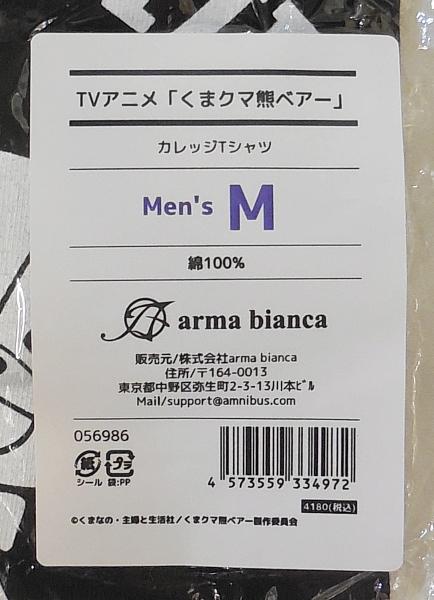 TVアニメ「くまクマ熊ベアー」
カレッジTシャツ
Men's M
綿100%
arma bianca
販売元/株式会社arma bianca
住所/〒164-0013
東京都中野区弥生町2-3-13川本ビル
Mail/support@amnibus.com
056986
紙 プラ
シール 袋:PP
4 573559 334972
4180(税込)
©くまなの・主婦と生活社/くまクマ熊ベアー製作委員会